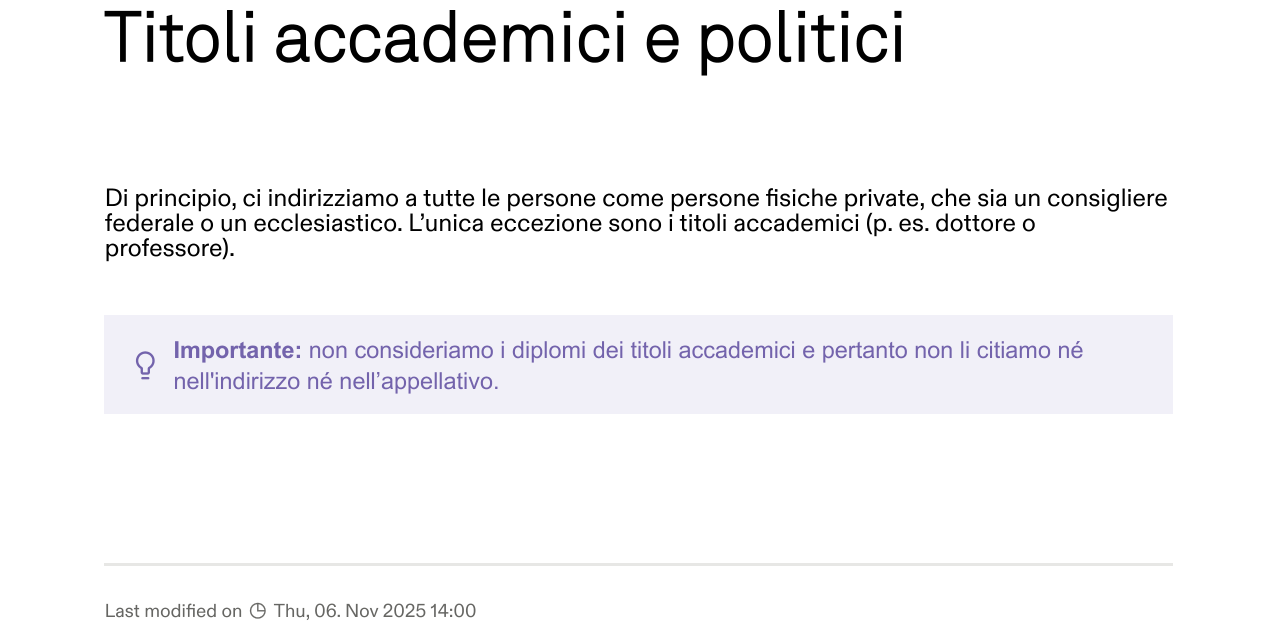 Titoli accademici e politici
Di principio, ci indirizziamo a tutte le persone come persone fisiche private, che sia un consigliere
federale o un ecclesiastico. L’unica eccezione sono i titoli accademici (p. es. dottore o
professore).
Importante: non consideriamo i diplomi dei titoli accademici e pertanto non li citiamo né
nell'indirizzo né nell’appellativo.
Last modified on Thu, 06. Nov 2025 14:00